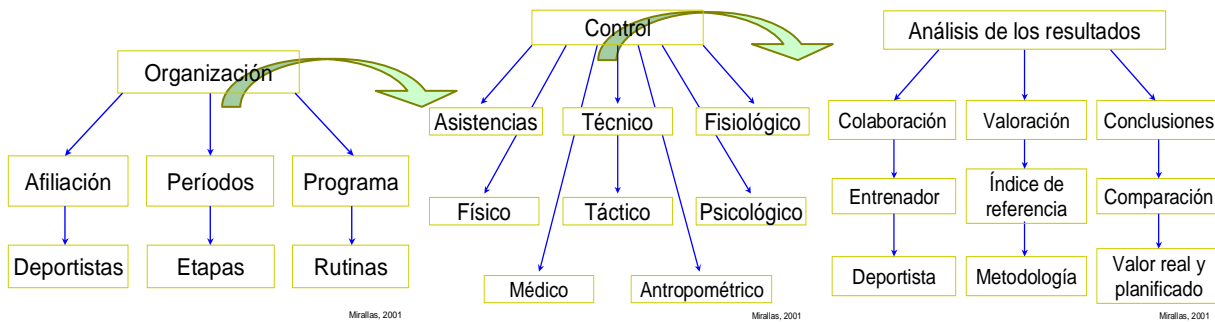 Organización
Afiliación
Períodos
Programa
Deportistas
Etapas
Rutinas
Mirallas, 2001
Control
Asistencias
Técnico
Fisiológico
Físico
Táctico
Psicológico
Médico
Antropométrico
Mirallas, 2001
Análisis de los resultados
Colaboración
Valoración
Conclusiones
Entrenador
Índice de
referencia
Comparación
Deportista
Metodología
Valor real y
planificado
Mirallas, 2001